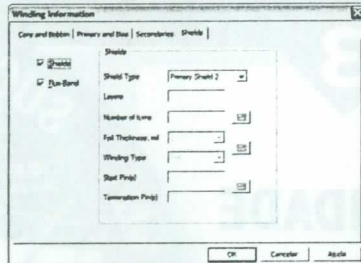 Winding Information
Core and Bobbin | Primary and Bias | Secondaries | Shields
Shields
Flux-Band
Shields
Shield Type
Primary Shield 2
Layers
Number of turns
Foil Thickness, mil
Winding Type
Start Pin(s)
Termination Pin(s)
OK
Cancelar
Ajuda